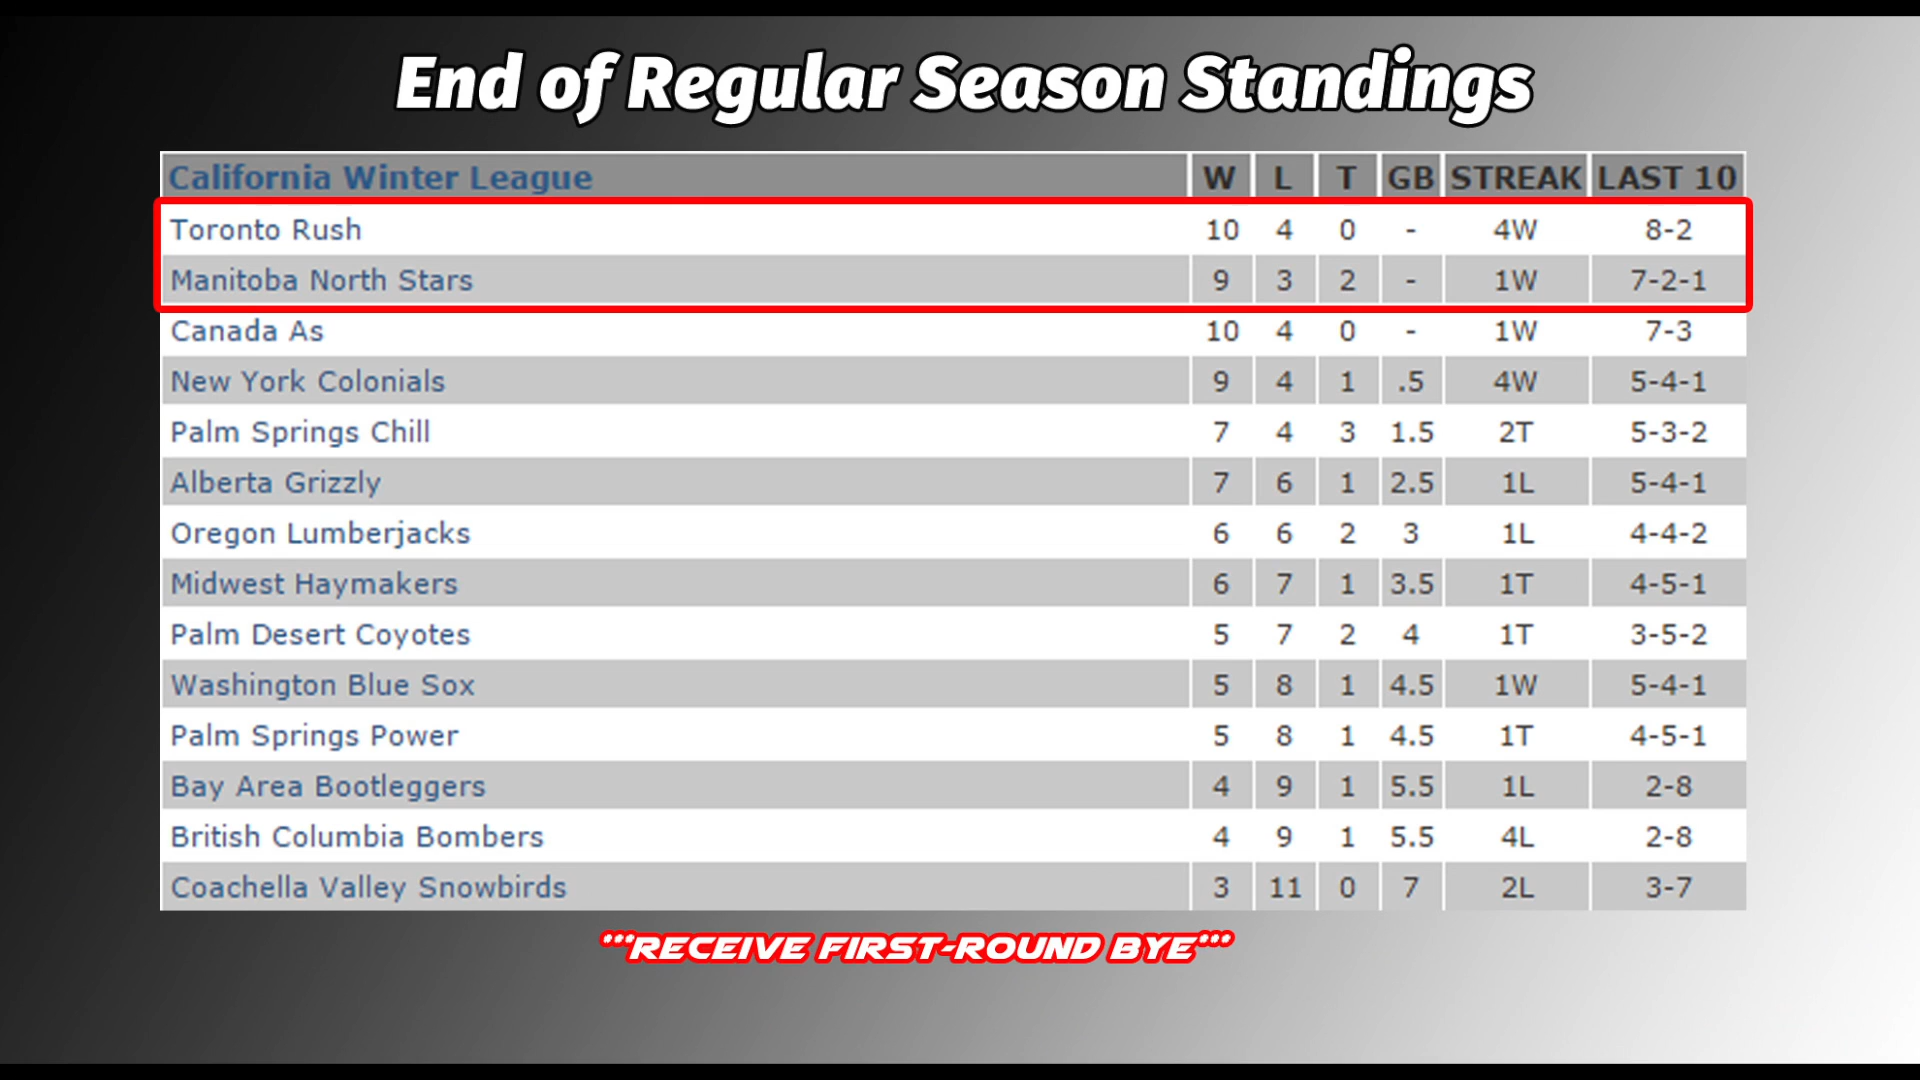 End of Regular Season Standings
California Winter League W L T GB STREAK LAST 10
Toronto Rush 10 4 0 - 4W 8-2
Manitoba North Stars 9 3 2 - 1W 7-2-1
Canada As 10 4 0 - 1W 7-3
New York Colonials 9 4 1 .5 4W 5-4-1
Palm Springs Chill 7 4 3 1.5 2T 5-3-2
Alberta Grizzly 7 6 1 2.5 1L 5-4-1
Oregon Lumberjacks 6 6 2 3 1L 4-4-2
Midwest Haymakers 6 7 1 3.5 1T 4-5-1
Palm Desert Coyotes 5 7 2 4 1T 3-5-2
Washington Blue Sox 5 8 1 4.5 1W 5-4-1
Palm Springs Power 5 8 1 4.5 1T 4-5-1
Bay Area Bootleggers 4 9 1 5.5 1L 2-8
British Columbia Bombers 4 9 1 5.5 4L 2-8
Coachella Valley Snowbirds 3 11 0 7 2L 3-7
***RECEIVE FIRST-ROUND BYE***